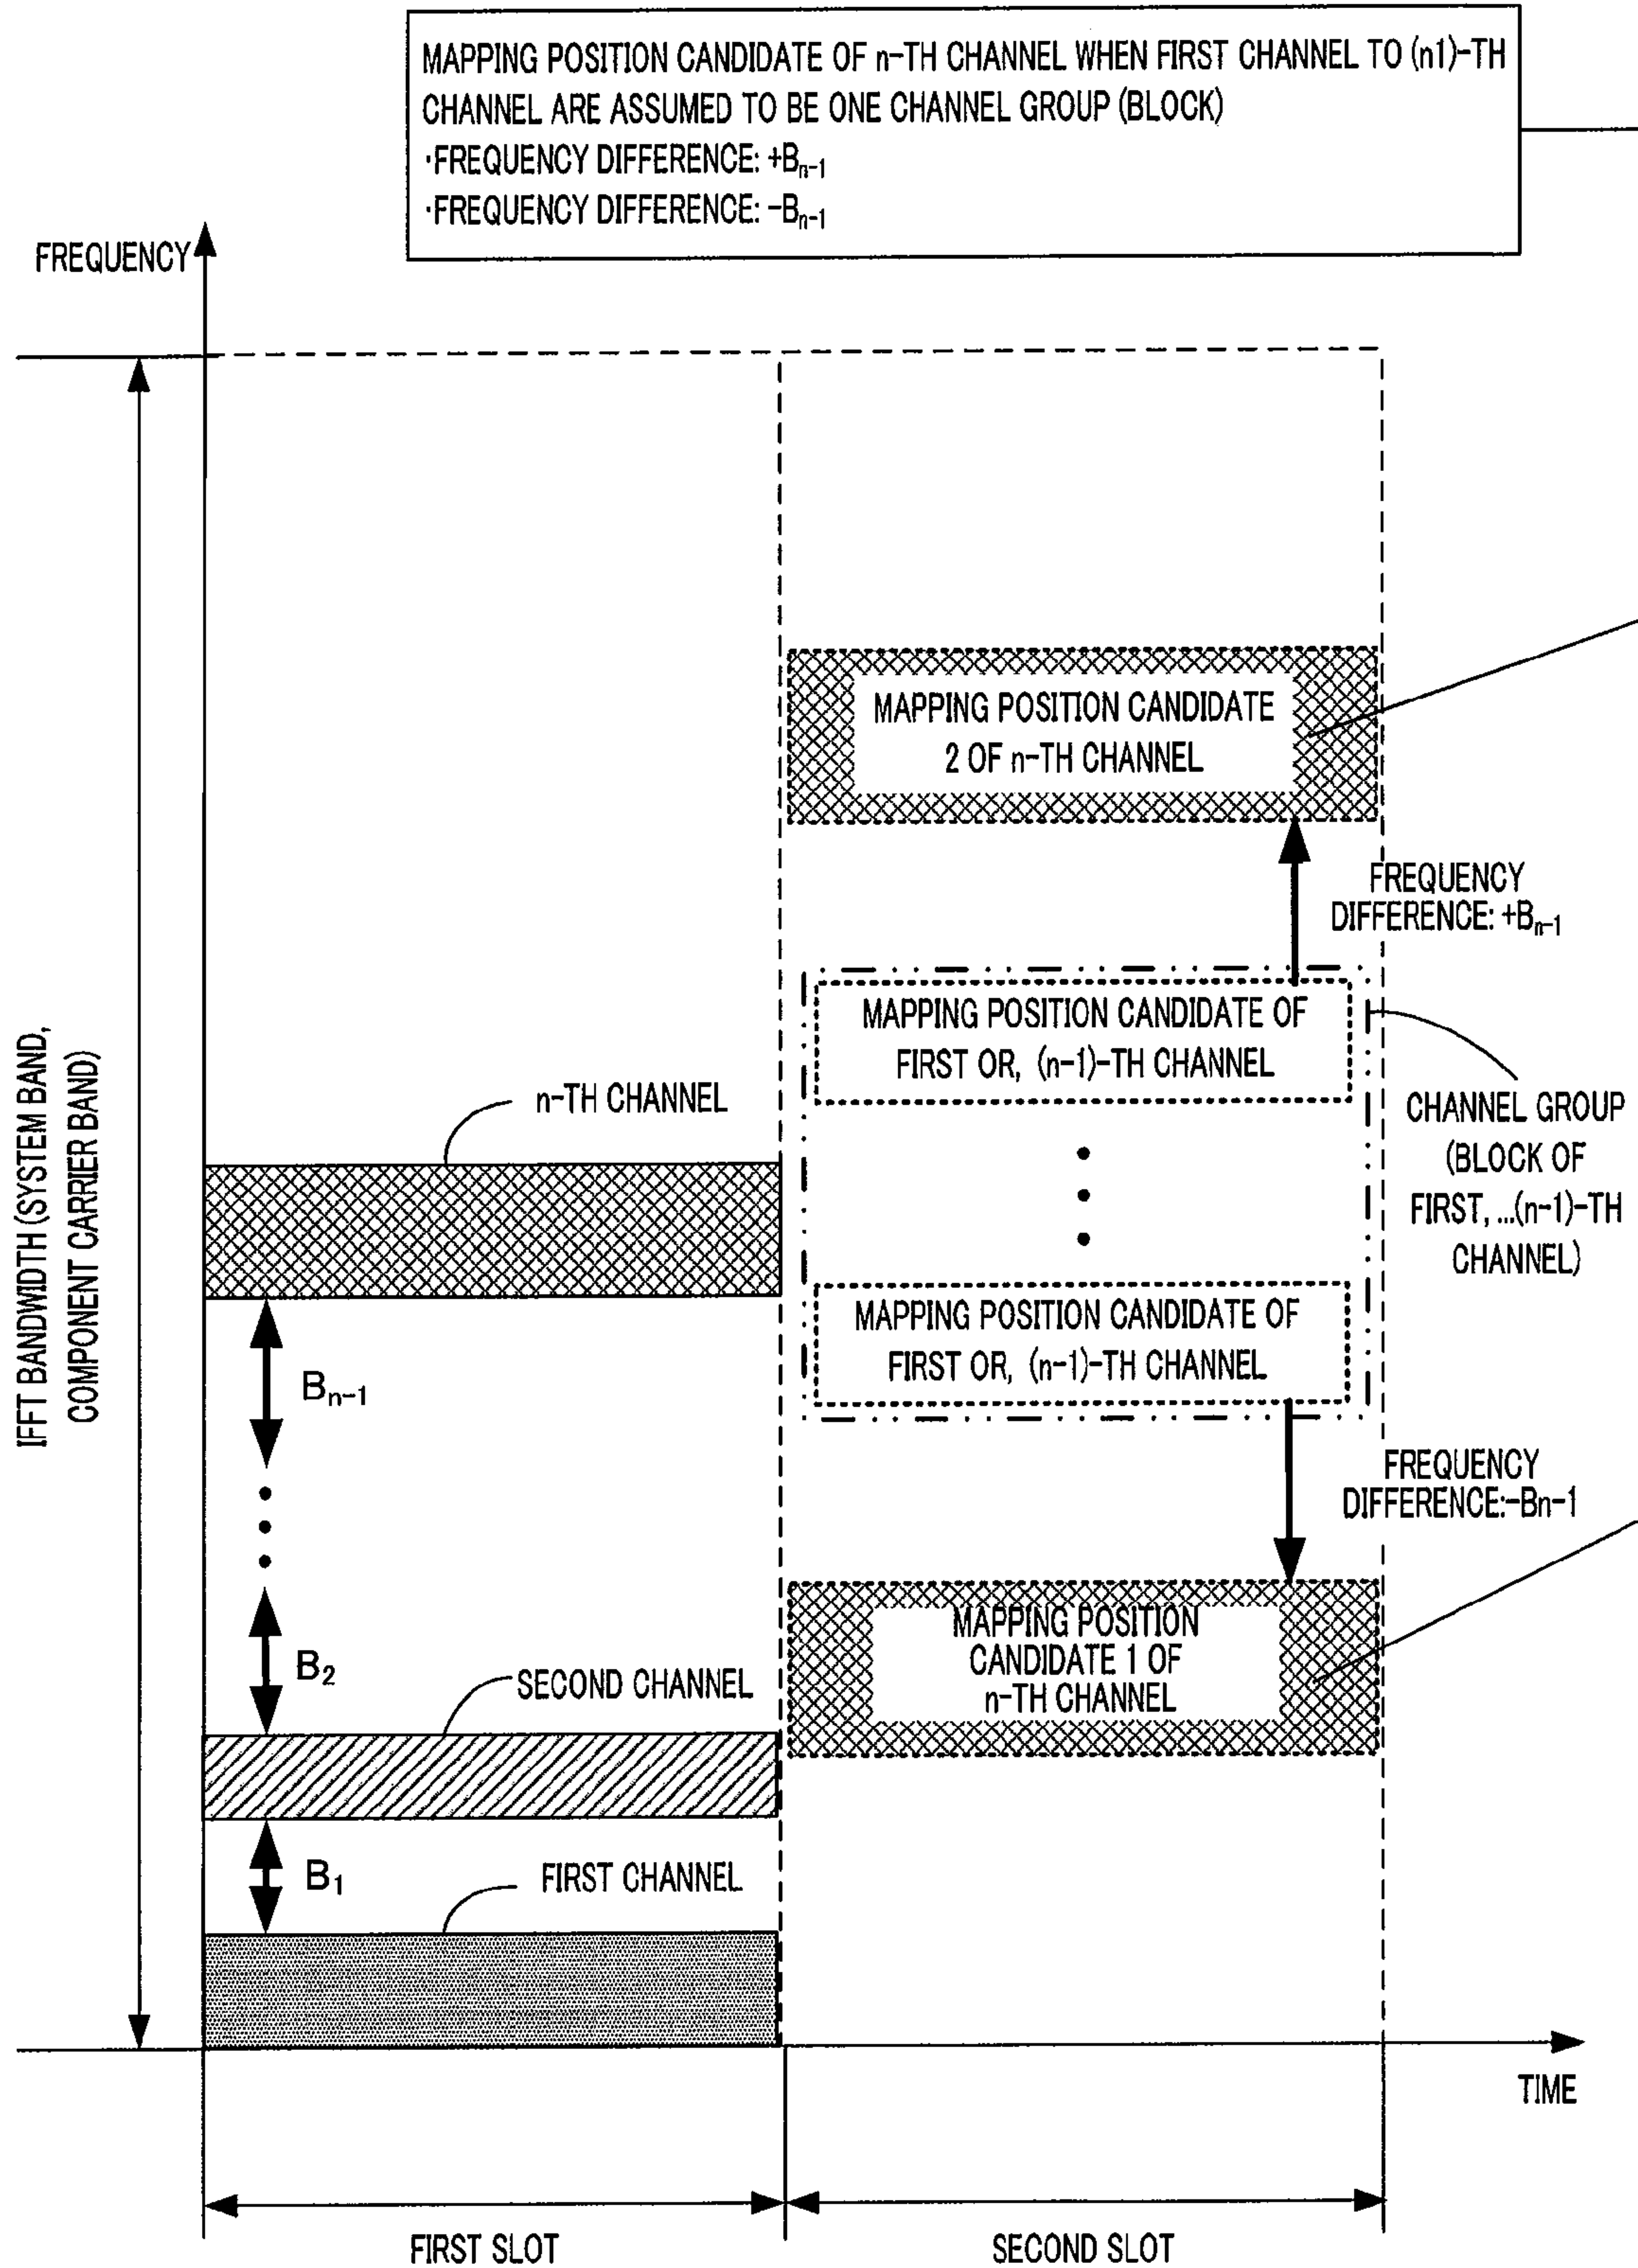 MAPPING POSITION CANDIDATE OF n-TH CHANNEL WHEN FIRST CHANNEL TO (n1)-TH
CHANNEL ARE ASSUMED TO BE ONE CHANNEL GROUP (BLOCK)
·FREQUENCY DIFFERENCE: +Bn-1
·FREQUENCY DIFFERENCE: -Bn-1
FREQUENCY
MAPPING POSITION CANDIDATE
2 OF n-TH CHANNEL
FREQUENCY
DIFFERENCE: +Bn-1
MAPPING POSITION CANDIDATE OF
FIRST OR, (n-1)-TH CHANNEL
CHANNEL GROUP
(BLOCK OF
FIRST, ...(n-1)-TH
CHANNEL)
n-TH CHANNEL
IFFT BANDWIDTH (SYSTEM BAND,
COMPONENT CARRIER BAND)
MAPPING POSITION CANDIDATE OF
FIRST OR, (n-1)-TH CHANNEL
Bn-1
FREQUENCY
DIFFERENCE:-Bn-1
MAPPING POSITION
CANDIDATE 1 OF
n-TH CHANNEL
B2
SECOND CHANNEL
B1
FIRST CHANNEL
TIME
FIRST SLOT
SECOND SLOT